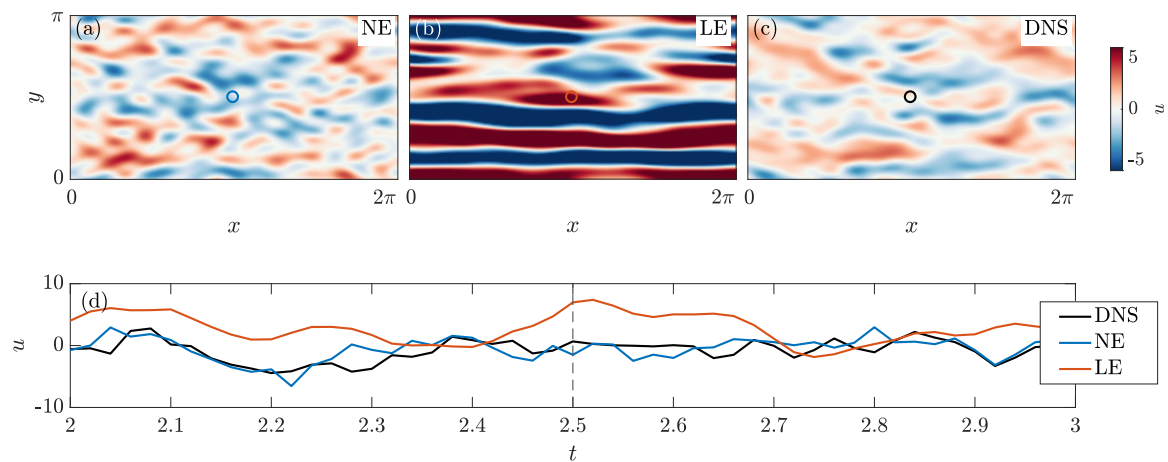 π
(a)
NE
(b)
LE
(c)
DNS
y
0
0
2π
0
2π
0
2π
x
x
x
5
0
-5
u
10
(d)
0
-10
u
DNS
NE
LE
2
2.1
2.2
2.3
2.4
2.5
2.6
2.7
2.8
2.9
3
t